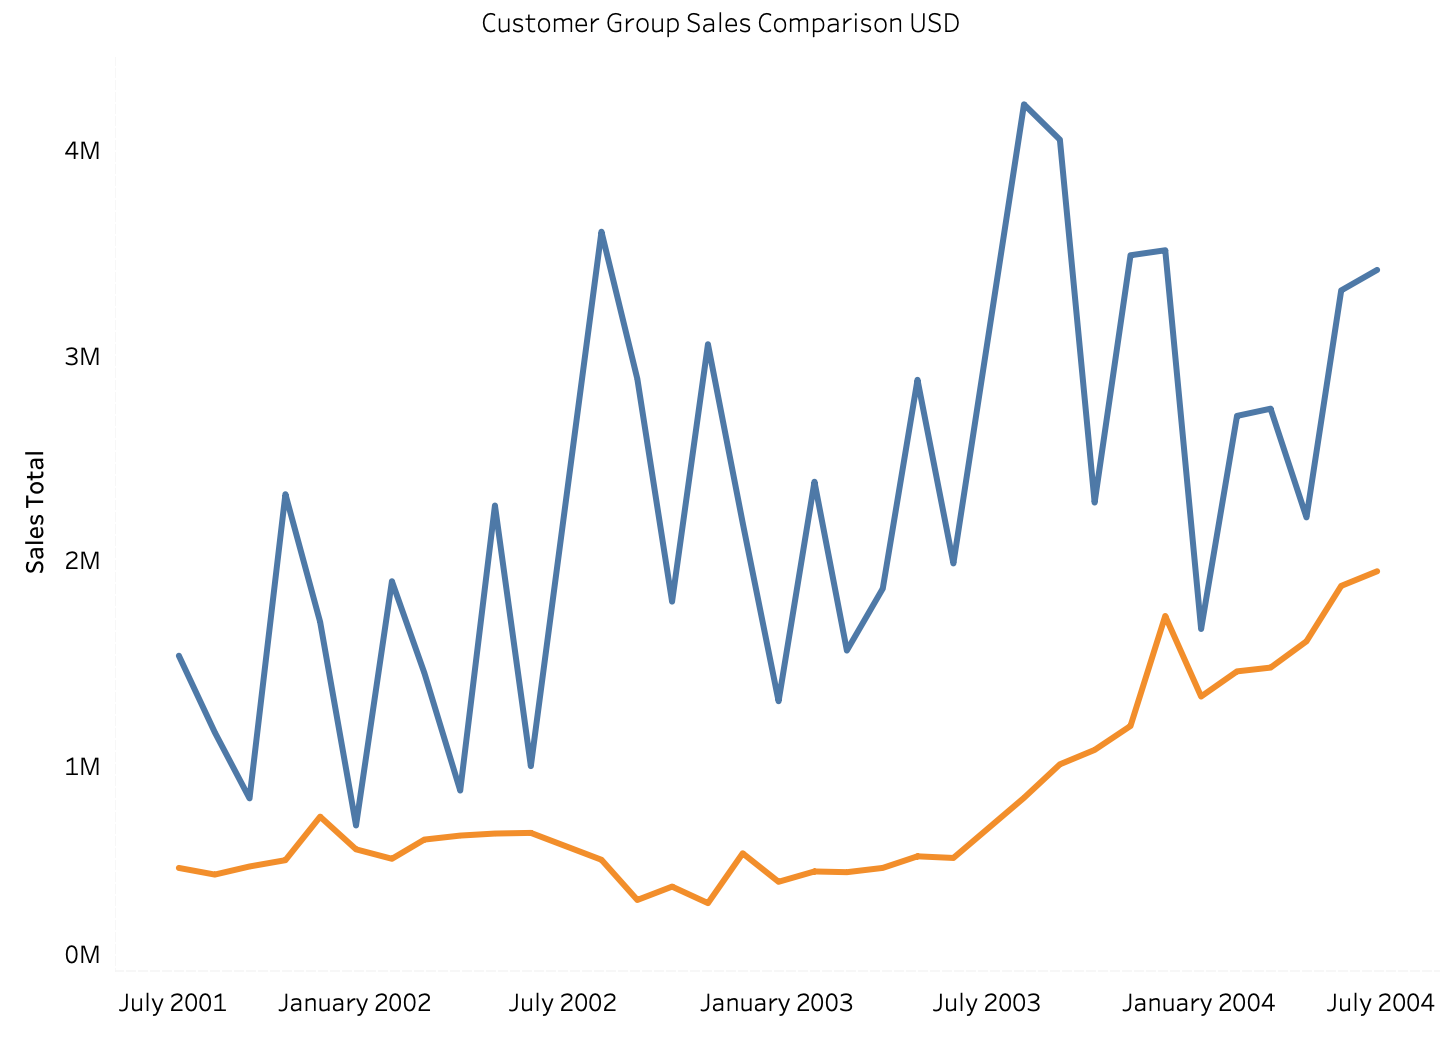 Customer Group Sales Comparison USD
4M
3M
Sales Total
2M
1M
0M
July 2001 January 2002 July 2002 January 2003 July 2003 January 2004 July 2004